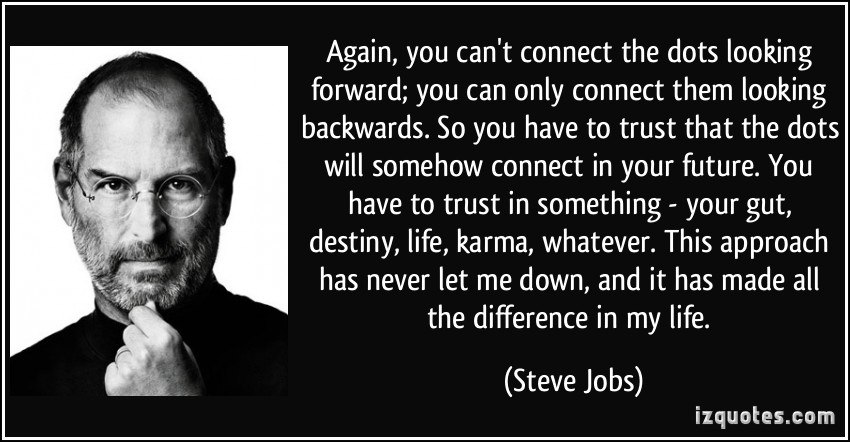 Again, you can't connect the dots looking
forward; you can only connect them looking
backwards. So you have to trust that the dots
will somehow connect in your future. You
have to trust in something - your gut,
destiny, life, karma, whatever. This approach
has never let me down, and it has made all
the difference in my life.
(Steve Jobs)
izquotes.com